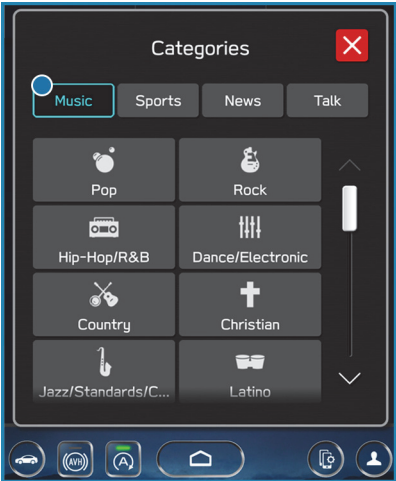 Categories
Music Sports News Talk
Pop Rock
Hip-Hop/R&B Dance/Electronic
Country Christian
Jazz/Standards/C... Latino
(AVH) A